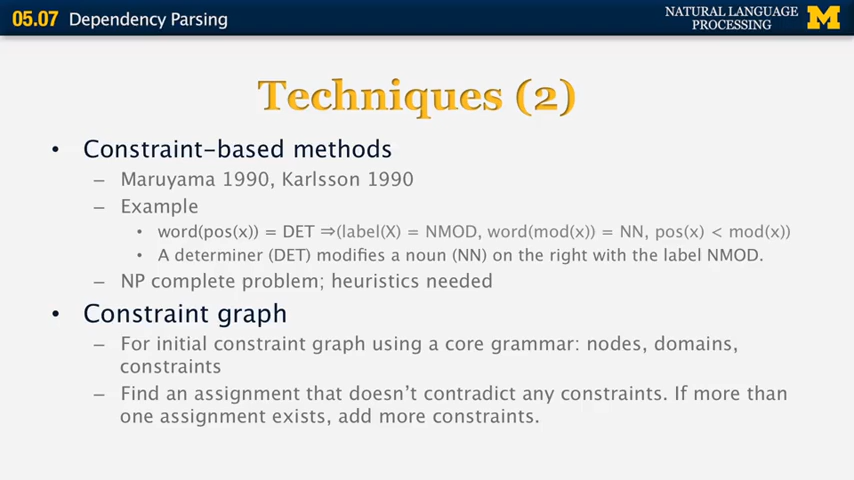 05.07 Dependency Parsing
NATURAL LANGUAGE
PROCESSING
M
Techniques (2)
• Constraint-based methods
– Maruyama 1990, Karlsson 1990
– Example
• word(pos(x)) = DET ⇒(label(X) = NMOD, word(mod(x)) = NN, pos(x) < mod(x))
• A determiner (DET) modifies a noun (NN) on the right with the label NMOD.
– NP complete problem; heuristics needed
• Constraint graph
– For initial constraint graph using a core grammar: nodes, domains,
constraints
– Find an assignment that doesn't contradict any constraints. If more than
one assignment exists, add more constraints.